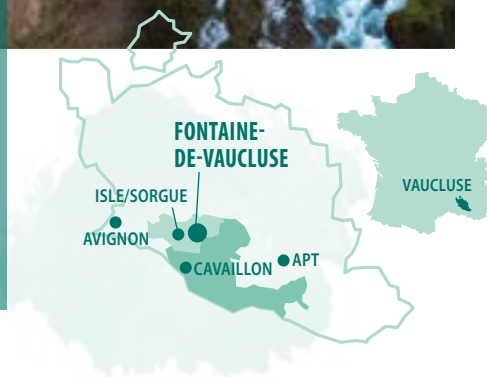 FONTAINE-
DE-VAUCLUSE
ISLE/SORGUE
AVIGNON
CAVAILLON
APT
VAUCLUSE